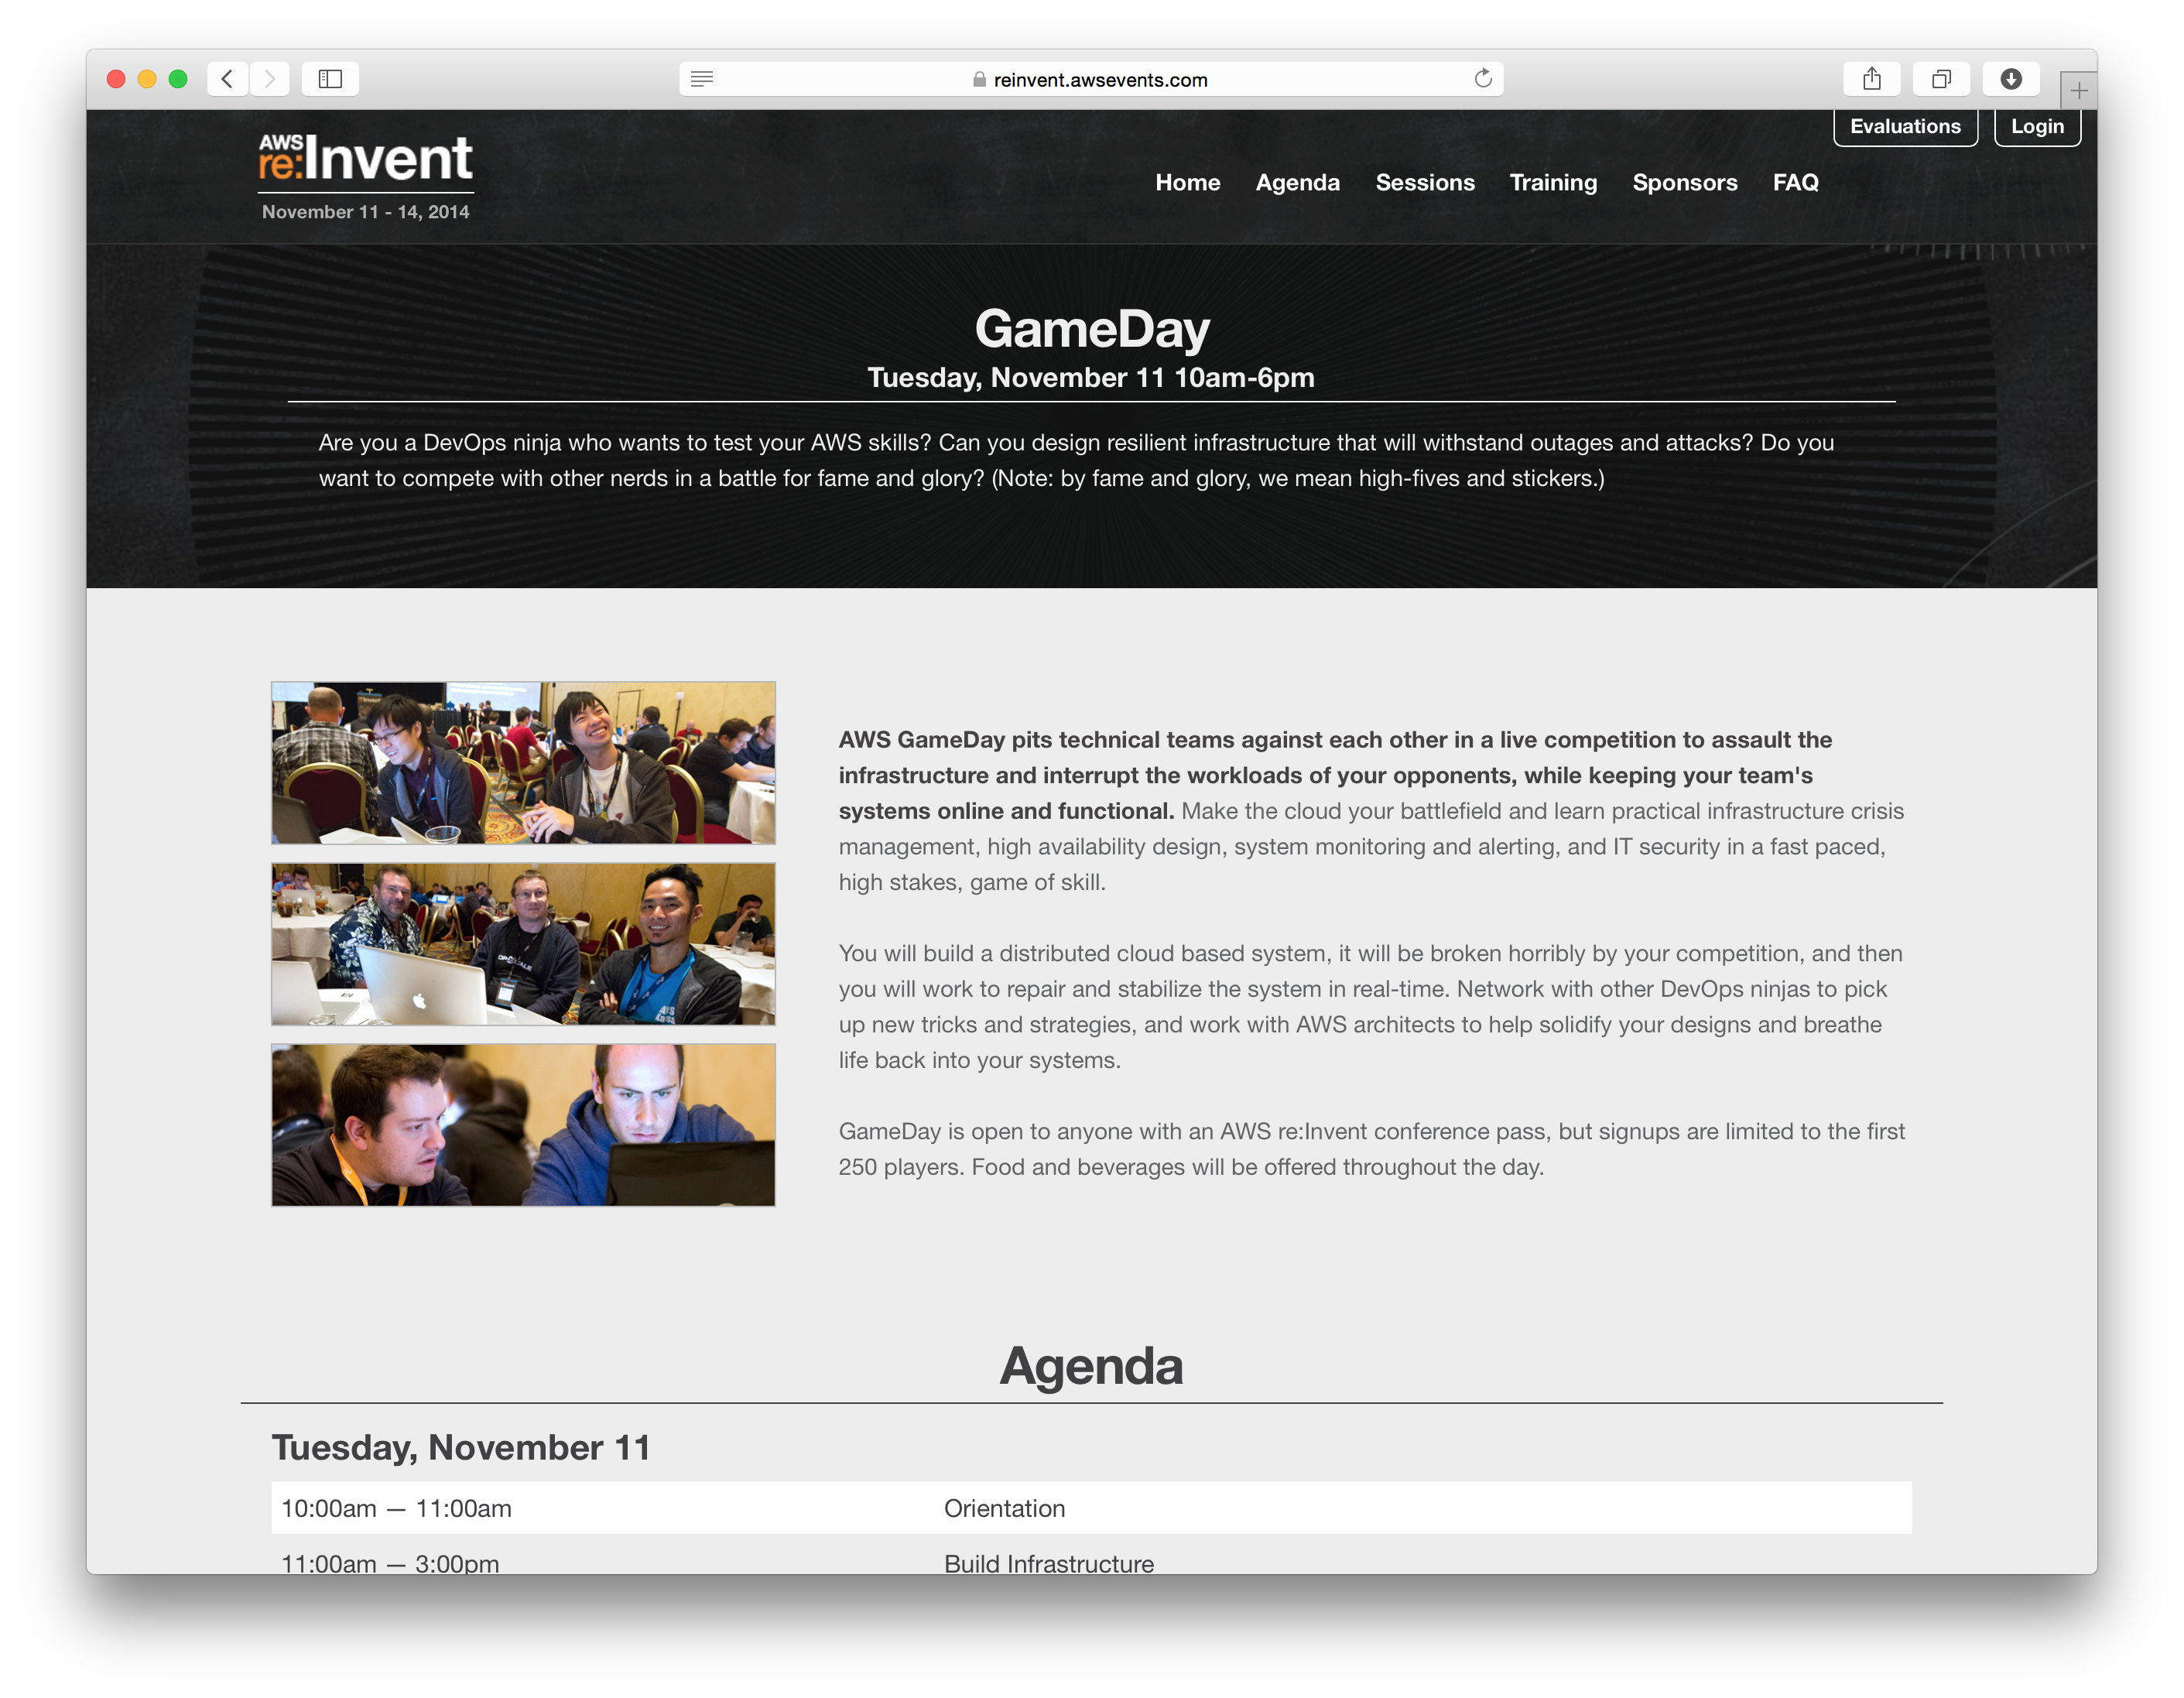 reinvent.awsevents.com
Evaluations
Login
AWS
re:Invent
November 11 - 14, 2014
Home
Agenda
Sessions
Training
Sponsors
FAQ
GameDay
Tuesday, November 11 10am-6pm
Are you a DevOps ninja who wants to test your AWS skills? Can you design resilient infrastructure that will withstand outages and attacks? Do you
want to compete with other nerds in a battle for fame and glory? (Note: by fame and glory, we mean high-fives and stickers.)
AWS GameDay pits technical teams against each other in a live competition to assault the
infrastructure and interrupt the workloads of your opponents, while keeping your team's
systems online and functional. Make the cloud your battlefield and learn practical infrastructure crisis
management, high availability design, system monitoring and alerting, and IT security in a fast paced,
high stakes, game of skill.
You will build a distributed cloud based system, it will be broken horribly by your competition, and then
you will work to repair and stabilize the system in real-time. Network with other DevOps ninjas to pick
up new tricks and strategies, and work with AWS architects to help solidify your designs and breathe
life back into your systems.
GameDay is open to anyone with an AWS re:Invent conference pass, but signups are limited to the first
250 players. Food and beverages will be offered throughout the day.
Agenda
Tuesday, November 11
10:00am — 11:00am
Orientation
11:00am — 3:00pm
Build Infrastructure